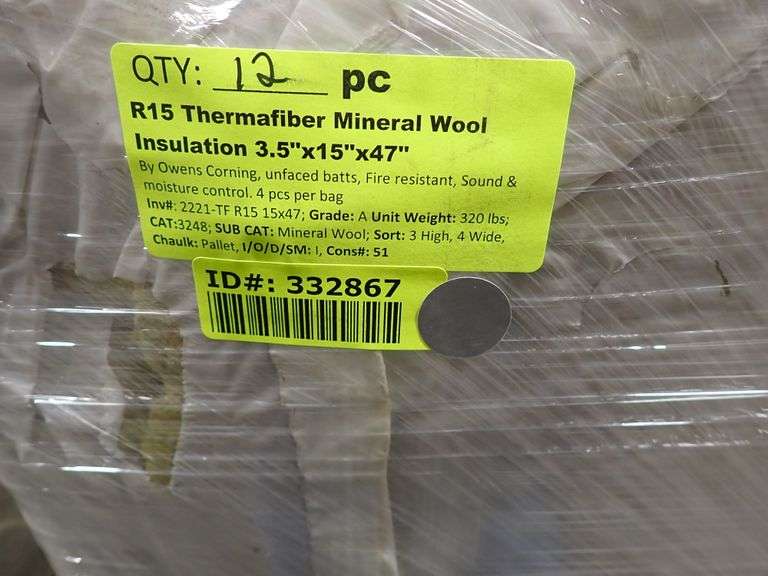 QTY: 12 pc
R15 Thermafiber Mineral Wool
Insulation 3.5"x15"x47"
By Owens Corning, unfaced batts, Fire resistant, Sound &
moisture control. 4 pcs per bag
Inv#: 2221-TF R15 15x47; Grade: A Unit Weight: 320 lbs;
CAT:3248; SUB CAT: Mineral Wool; Sort: 3 High, 4 Wide,
Chaulk: Pallet, I/O/D/SM: I, Cons#: 51
ID#: 332867